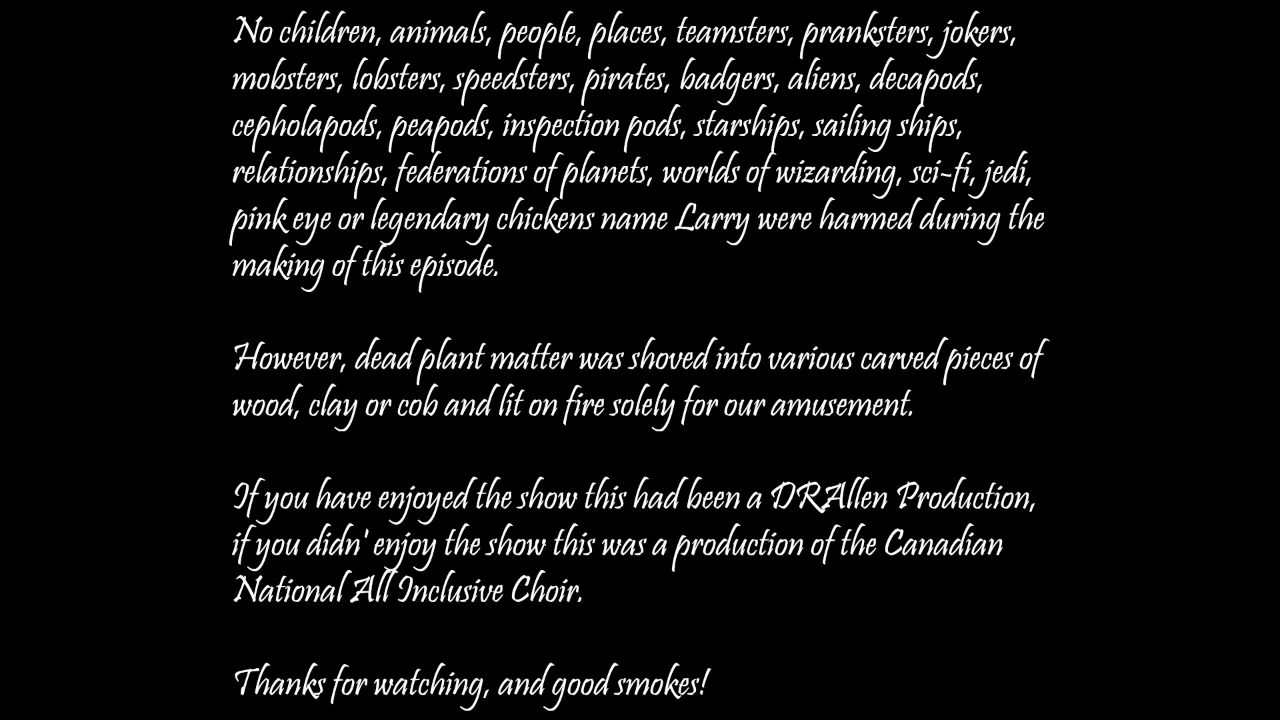 No children, animals, people, places, teamsters, pranksters, jokers,
mobsters, lobsters, speedsters, pirates, badgers, aliens, decapods,
cepholapods, peapods, inspection pods, starships, sailing ships,
relationships, federations of planets, worlds of wizarding, sci-fi, jedi,
pink eye or legendary chickens name Larry were harmed during the
making of this episode.
However, dead plant matter was shoved into various carved pieces of
wood, clay or cob and lit on fire solely for our amusement.
If you have enjoyed the show this had been a DRAllen Production,
if you didn' enjoy the show this was a production of the Canadian
National All Inclusive Choir.
Thanks for watching, and good smokes!